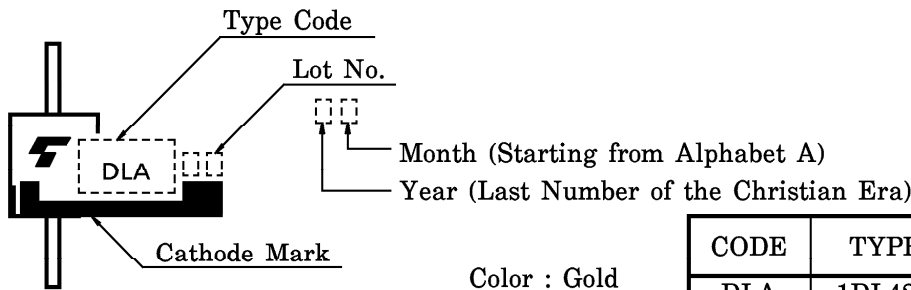 Type Code
Lot No.
DLA
Month (Starting from Alphabet A)
Year (Last Number of the Christian Era)
Cathode Mark
Color : Gold
CODE TYPE